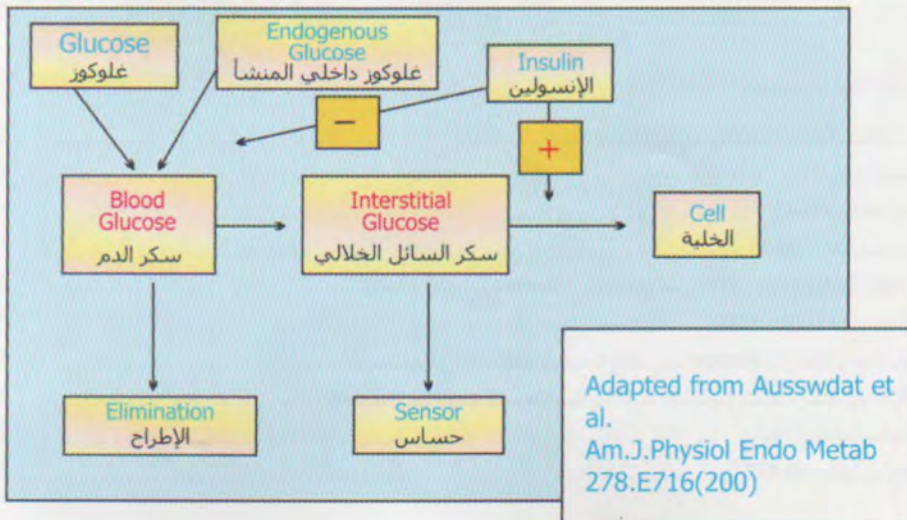 Glucose
غلوكوز
Endogenous
Glucose
غلوكوز داخلي المنشأ
Insulin
الإنسولين
−
+
Blood
Glucose
سكر الدم
Interstitial
Glucose
سكر السائل الخلالي
Cell
الخلية
Elimination
الإطراح
Sensor
حساس
Adapted from Ausswdat et
al.
Am.J.Physiol Endo Metab
278.E716(200)